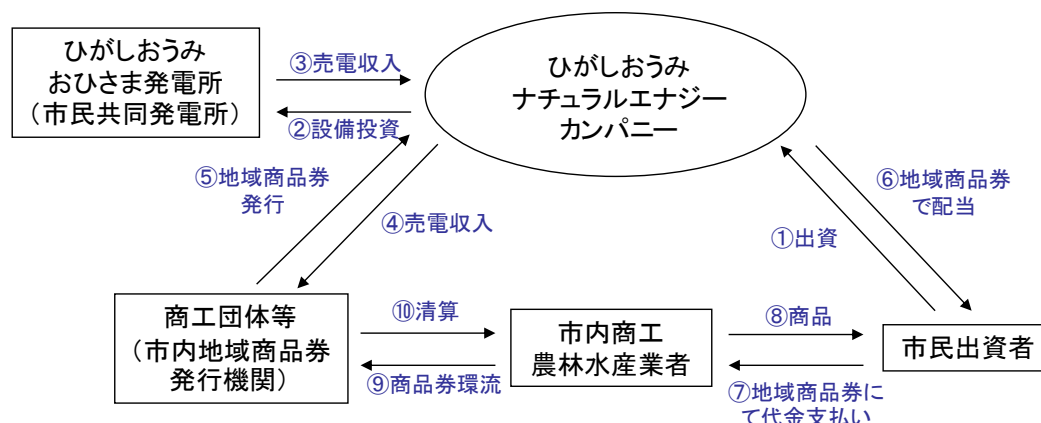 ひがしおうみ
おひさま発電所
（市民共同発電所）
③売電収入
②設備投資
ひがしおうみ
ナチュラルエナジー
カンパニー
⑤地域商品券
発行
④売電収入
⑥地域商品券
で配当
①出資
商工団体等
（市内地域商品券
発行機関）
⑩清算
⑨商品券環流
市内商工
農林水産業者
⑧商品
⑦地域商品券に
て代金支払い
市民出資者